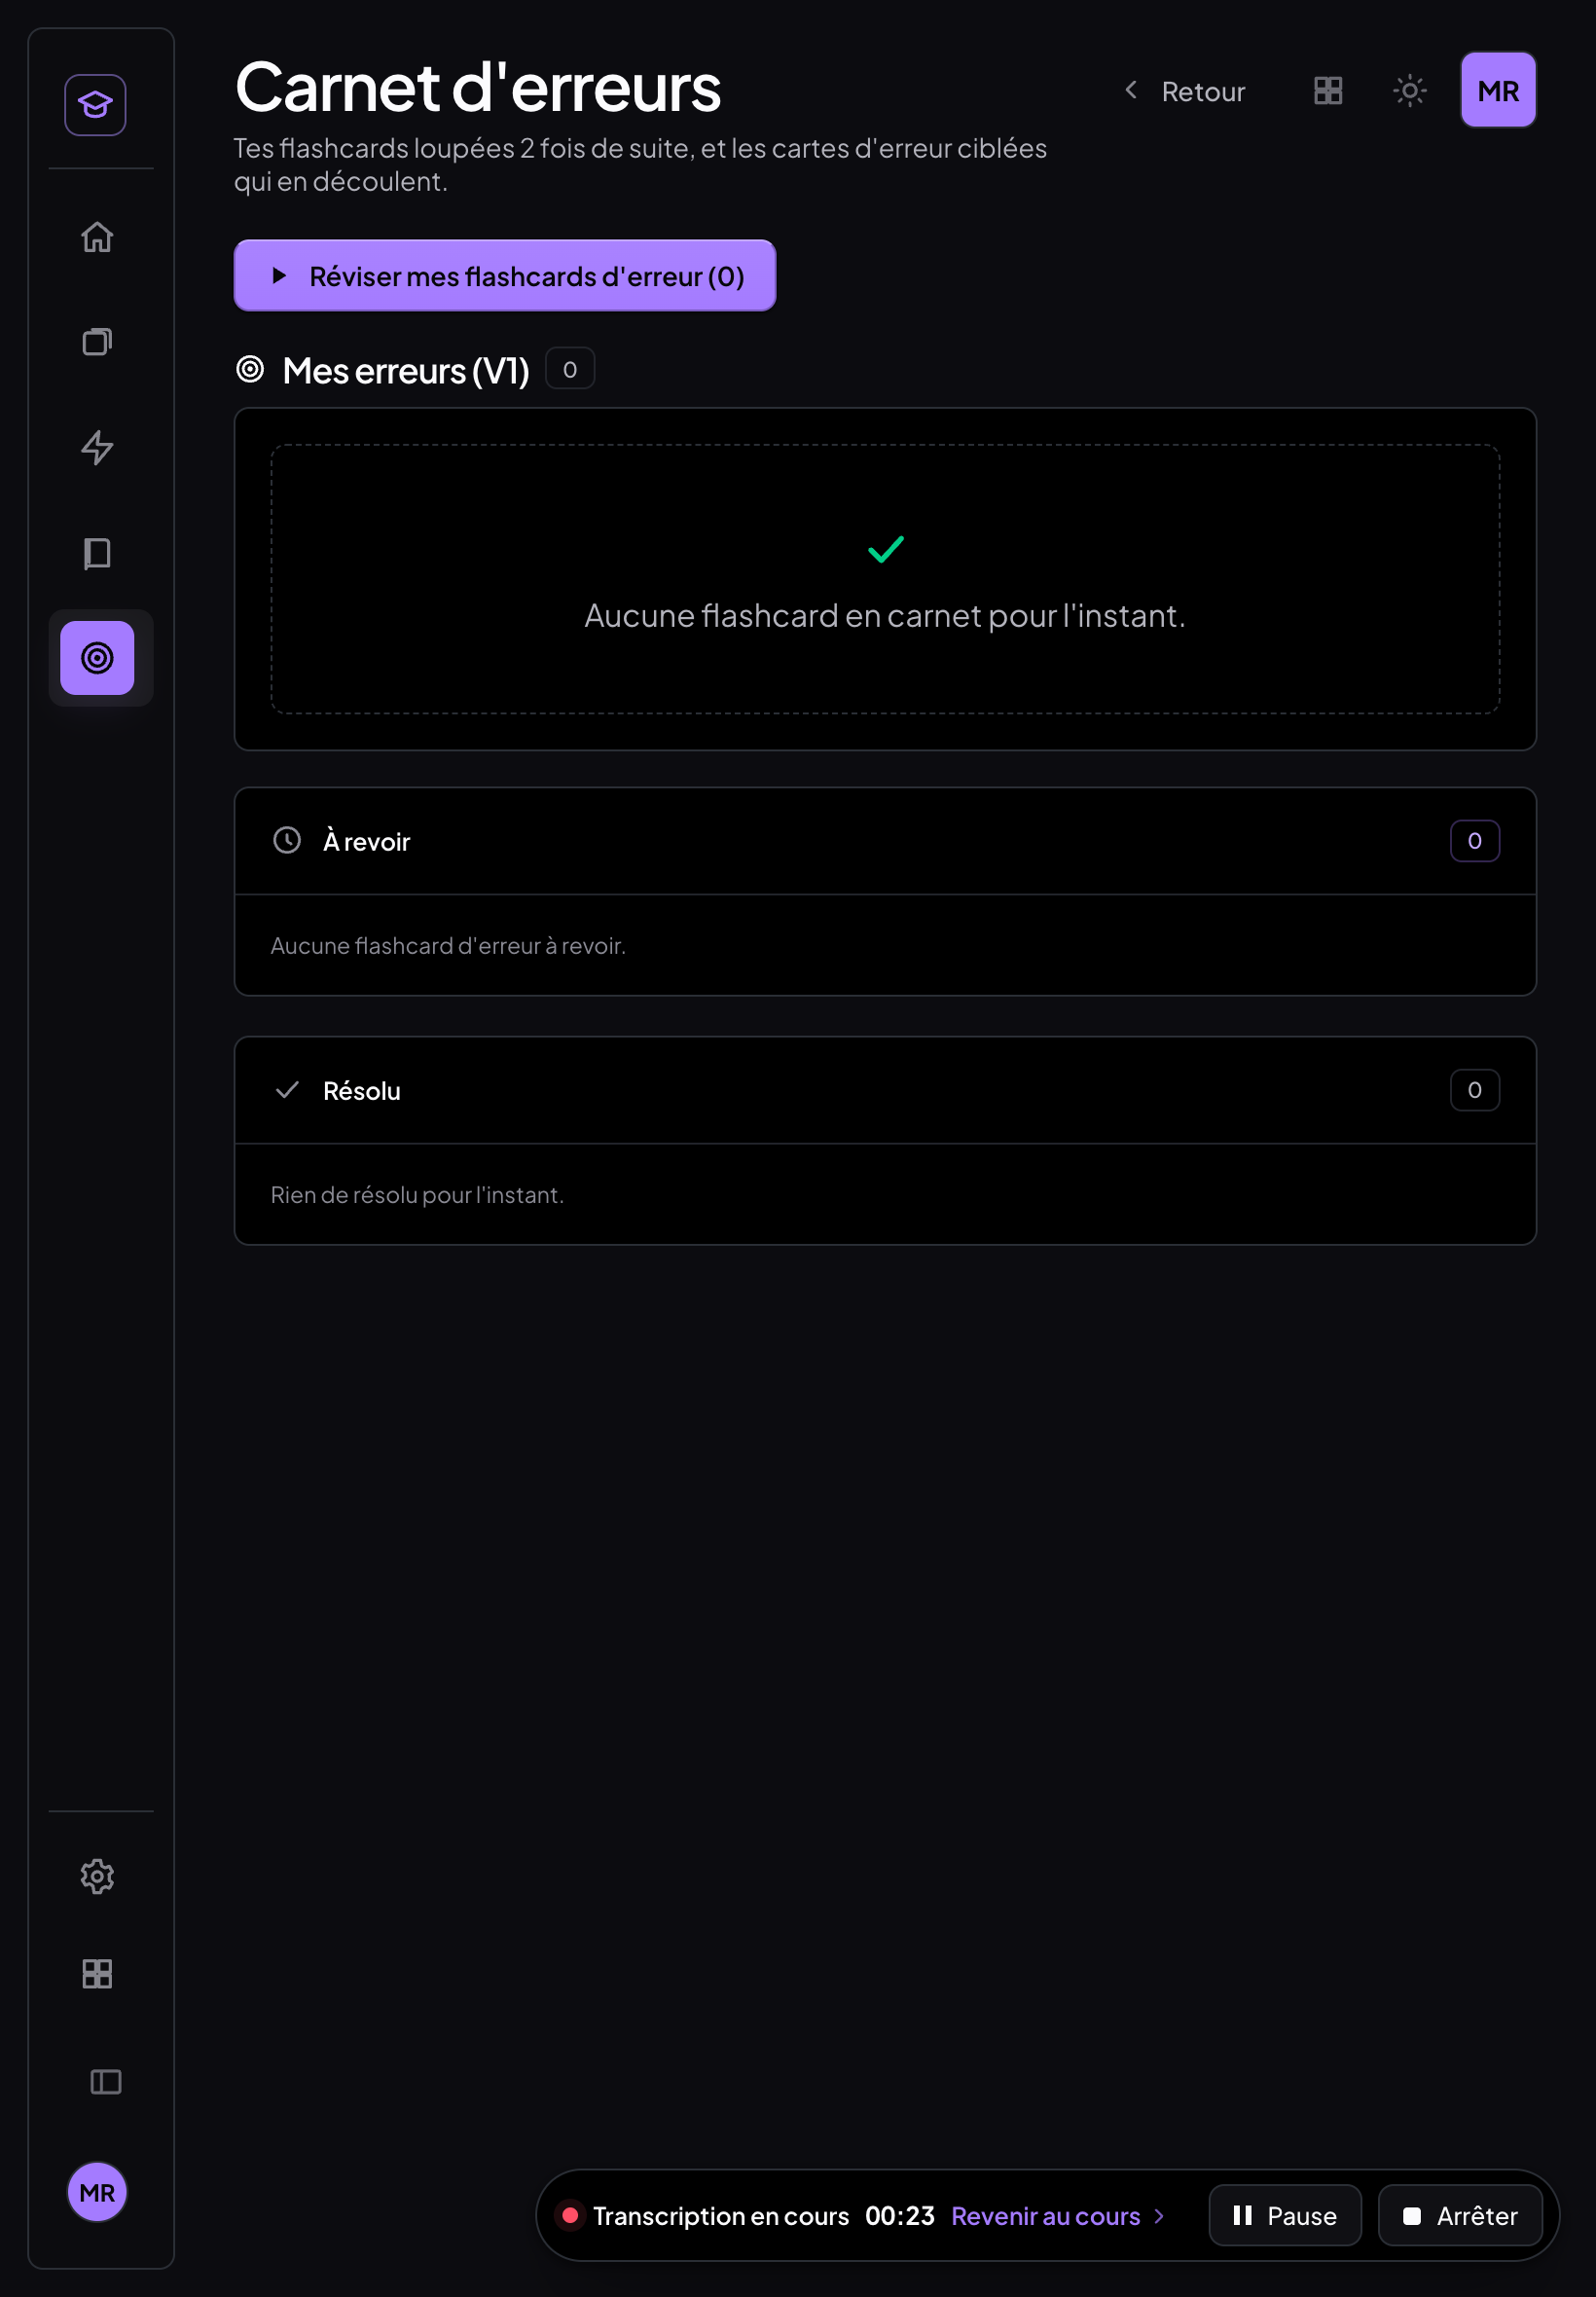 Carnet d'erreurs
Retour
MR
Tes flashcards loupées 2 fois de suite, et les cartes d'erreur ciblées
qui en découlent.
Réviser mes flashcards d'erreur (0)
Mes erreurs (V1) 0
Aucune flashcard en carnet pour l'instant.
À revoir 0
Aucune flashcard d'erreur à revoir.
Résolu 0
Rien de résolu pour l'instant.
MR
Transcription en cours 00:23 Revenir au cours Pause Arrêter